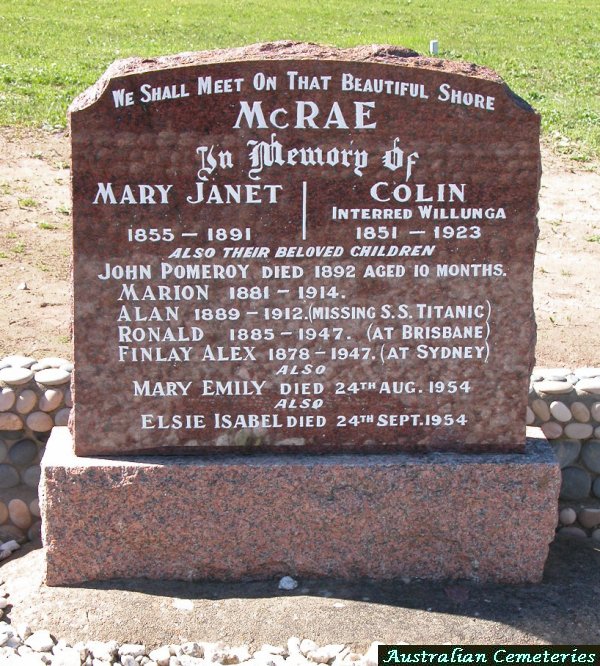 We Shall Meet On That Beautiful Shore
McRAE
In Memory Of
Mary Janet
1855 – 1891
Colin
Interred Willunga
1851 – 1923
Also Their Beloved Children
John Pomeroy died 1892 aged 10 months.
Marion 1881 – 1914.
Alan 1889 – 1912. (Missing S.S. Titanic)
Ronald 1885 – 1947. (At Brisbane)
Finlay Alex 1878 – 1947. (At Sydney)
Also
Mary Emily died 24th Aug. 1954
Also
Elsie Isabel died 24th Sept. 1954
Australian Cemeteries